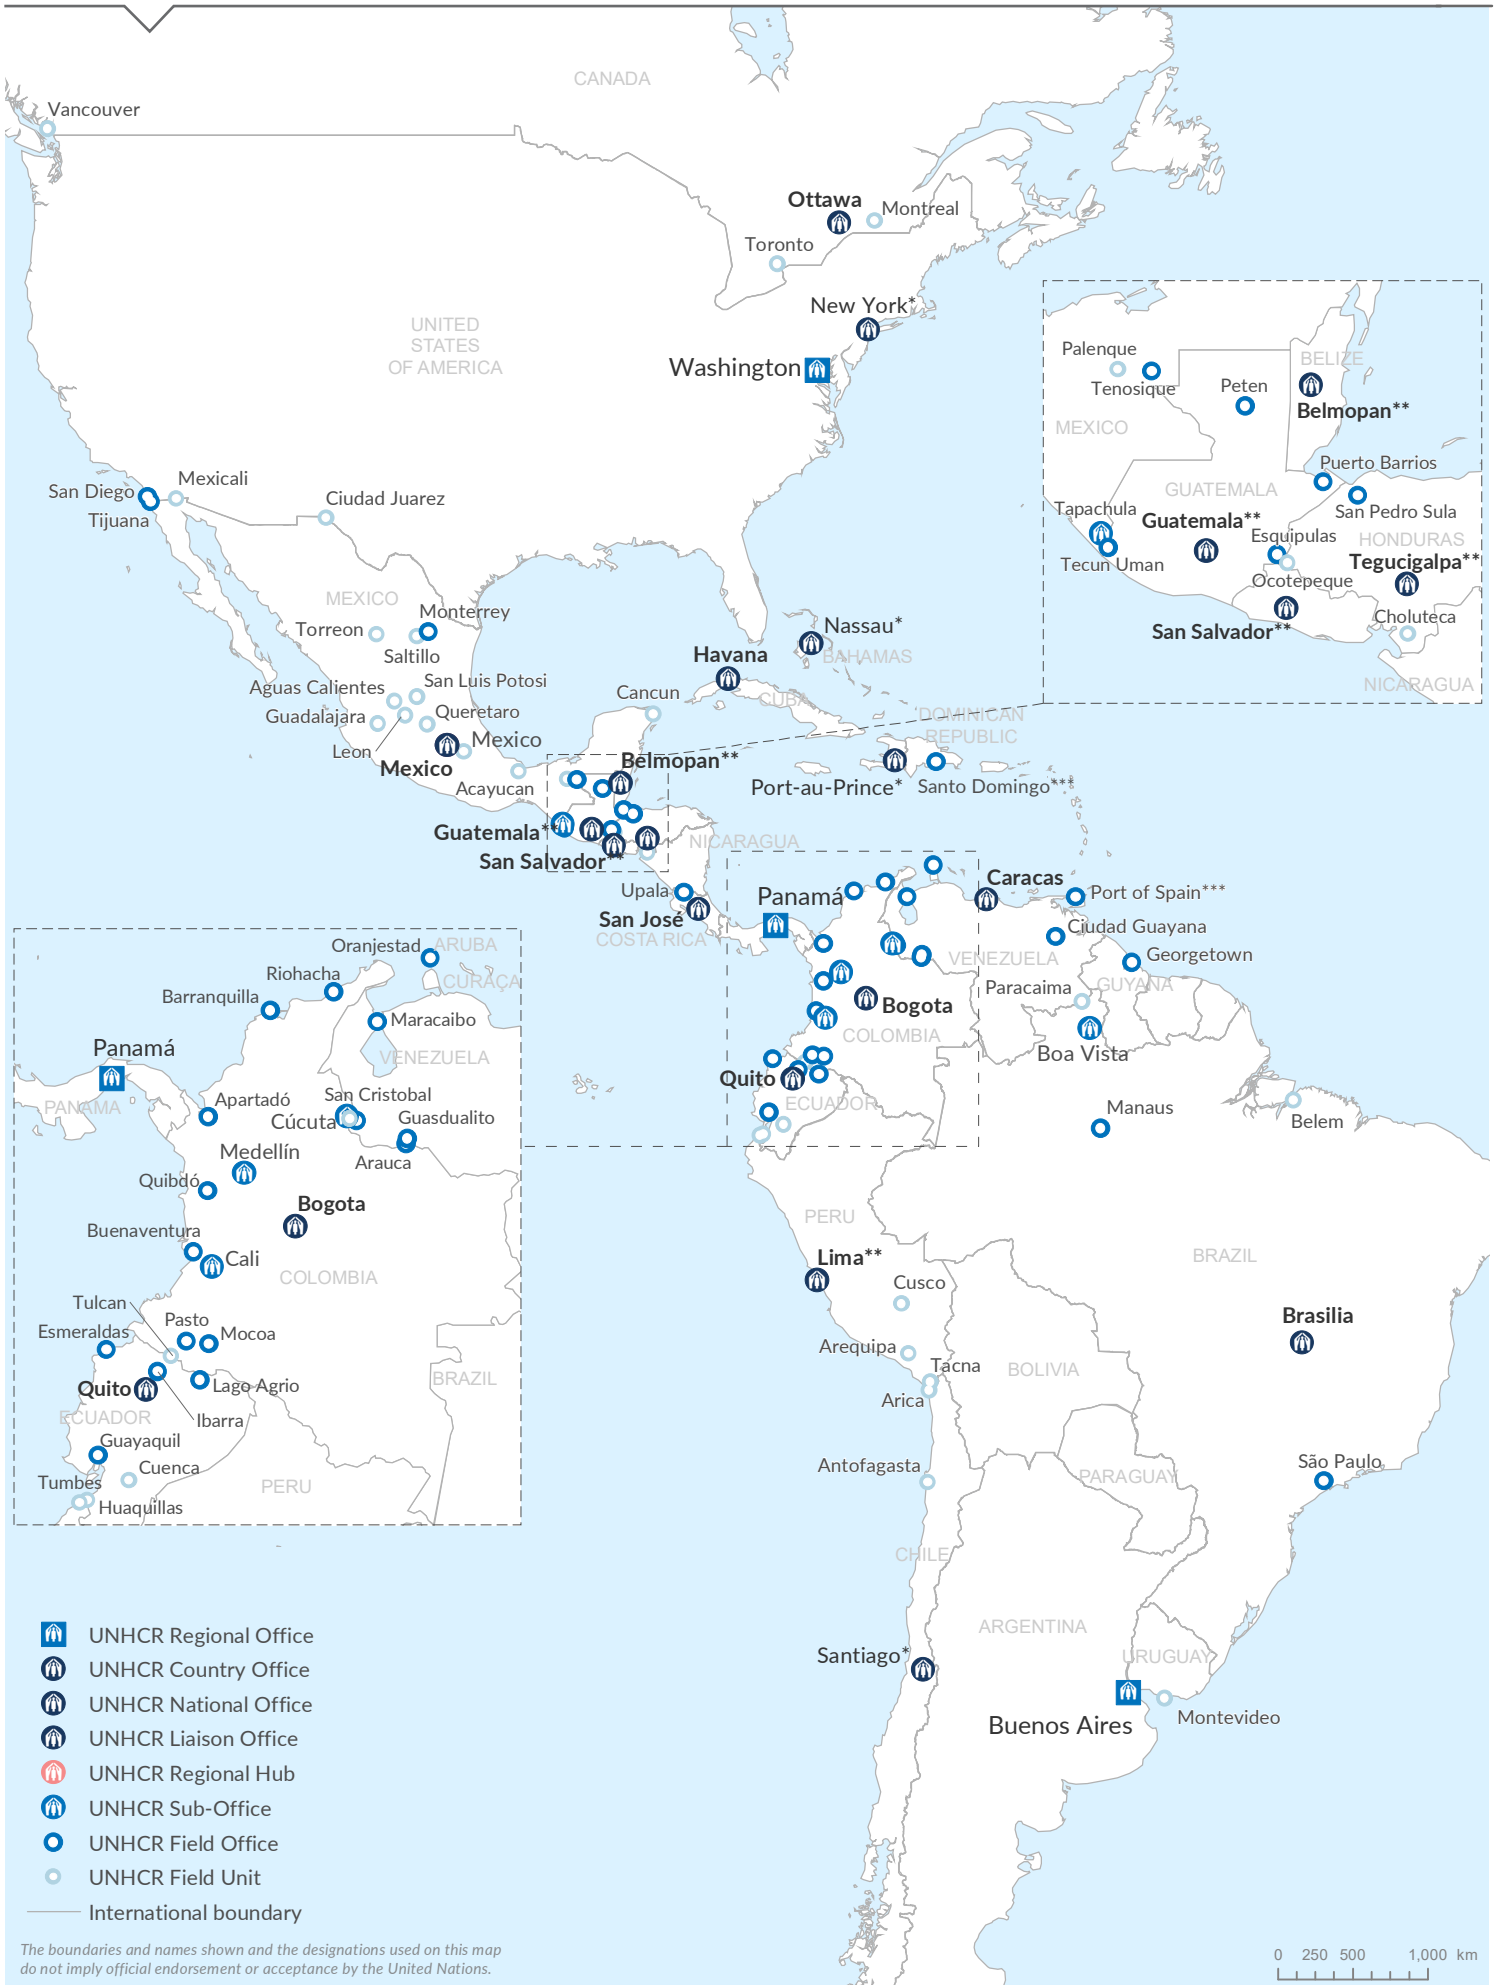 CANADA
Vancouver
Ottawa
Montreal
Toronto
New York*
UNITED
STATES
OF AMERICA
Washington
San Diego
Mexicali
Tijuana
Ciudad Juarez
MEXICO
Monterrey
Torreon
Saltillo
Nassau*
BAHAMAS
Havana
CUBA
Aguas Calientes
San Luis Potosi
Cancun
Guadalajara
Queretaro
Leon
Mexico
Mexico
Acayucan
DOMINICAN
REPUBLIC
Belmopan**
Port-au-Prince*
Santo Domingo***
Guatemala**
San Salvador**
NICARAGUA
Upala
San José
COSTA RICA
Panamá
Caracas
Port of Spain***
Ciudad Guayana
VENEZUELA
Georgetown
Paracaima
GUYANA
Bogota
COLOMBIA
Boa Vista
Quito
ECUADOR
Manaus
Belem
PERU
Lima**
Cusco
BRAZIL
Brasilia
Arequipa
Tacna
BOLIVIA
Arica
Antofagasta
PARAGUAY
São Paulo
CHILE
ARGENTINA
Santiago*
URUGUAY
Buenos Aires
Montevideo
Palenque
Tenosique
BELIZE
Peten
Belmopan**
MEXICO
Puerto Barrios
GUATEMALA
San Pedro Sula
Tapachula
Guatemala**
Esquipulas
HONDURAS
Tecun Uman
Tegucigalpa**
Ocotepeque
San Salvador**
Choluteca
NICARAGUA
Oranjestad
ARUBA
Riohacha
CURAÇA
Barranquilla
Maracaibo
Panamá
VENEZUELA
PANAMA
Apartadó
San Cristobal
Cúcuta
Guasdualito
Medellín
Arauca
Quibdó
Bogota
Buenaventura
Cali
COLOMBIA
Tulcan
Pasto
Esmeraldas
Mocoa
BRAZIL
Quito
Lago Agrio
ECUADOR
Ibarra
Guayaquil
Cuenca
Tumbes
PERU
Huaquillas
UNHCR Regional Office
UNHCR Country Office
UNHCR National Office
UNHCR Liaison Office
UNHCR Regional Hub
UNHCR Sub-Office
UNHCR Field Office
UNHCR Field Unit
International boundary
The boundaries and names shown and the designations used on this map
do not imply official endorsement or acceptance by the United Nations.
0 250 500 1,000 km